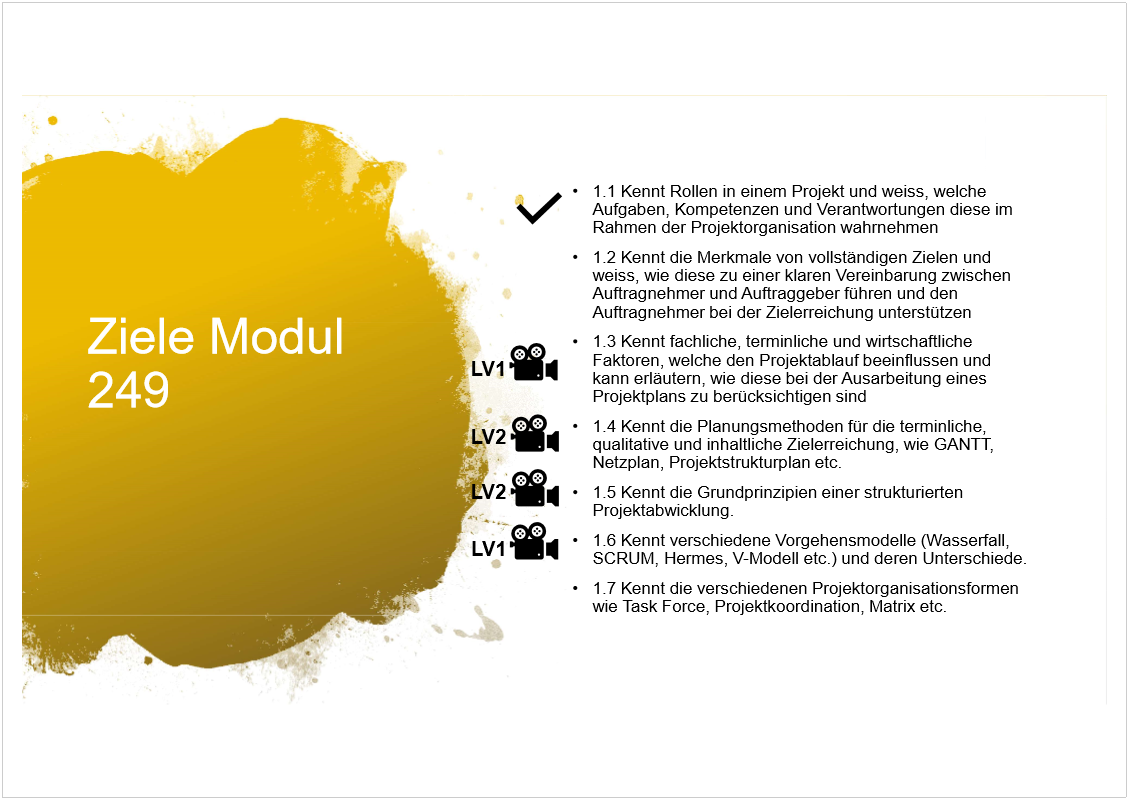 Ziele Modul
249
• 1.1 Kennt Rollen in einem Projekt und weiss, welche
Aufgaben, Kompetenzen und Verantwortungen diese im
Rahmen der Projektorganisation wahrnehmen
• 1.2 Kennt die Merkmale von vollständigen Zielen und
weiss, wie diese zu einer klaren Vereinbarung zwischen
Auftragnehmer und Auftraggeber führen und den
Auftragnehmer bei der Zielerreichung unterstützen
LV1
• 1.3 Kennt fachliche, terminliche und wirtschaftliche
Faktoren, welche den Projektablauf beeinflussen und
kann erläutern, wie diese bei der Ausarbeitung eines
Projektplans zu berücksichtigen sind
LV2
• 1.4 Kennt die Planungsmethoden für die terminliche,
qualitative und inhaltliche Zielerreichung, wie GANTT,
Netzplan, Projektstrukturplan etc.
LV2
• 1.5 Kennt die Grundprinzipien einer strukturierten
Projektabwicklung.
LV1
• 1.6 Kennt verschiedene Vorgehensmodelle (Wasserfall,
SCRUM, Hermes, V-Modell etc.) und deren Unterschiede.
• 1.7 Kennt die verschiedenen Projektorganisationsformen
wie Task Force, Projektkoordination, Matrix etc.